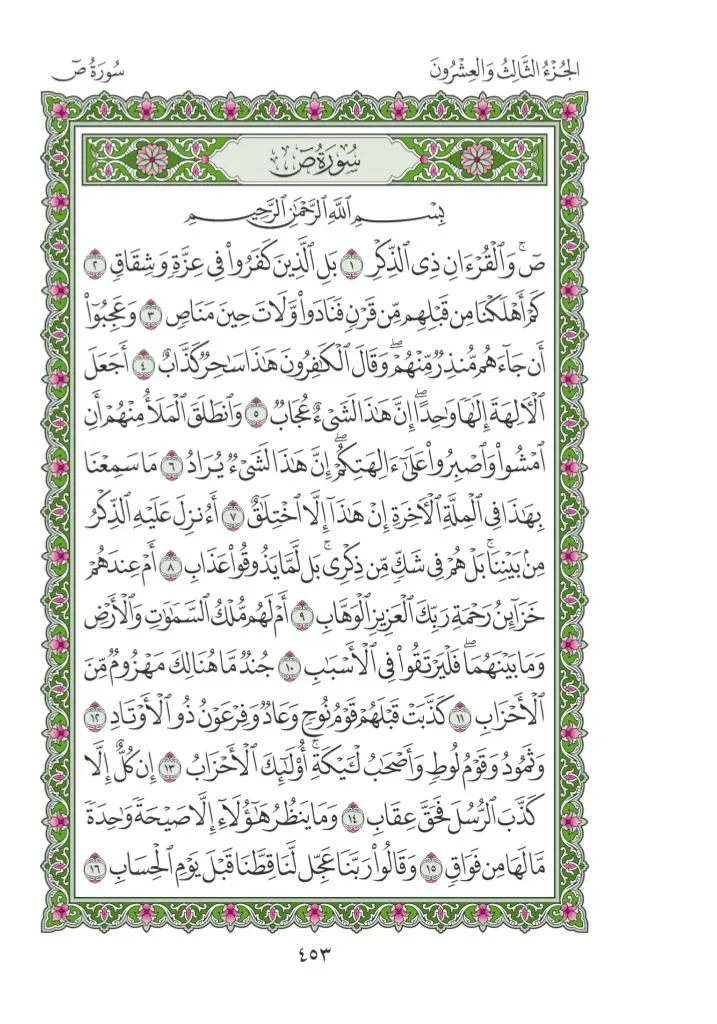 الجُزْءُ الثَّالِثُ وَالعِشْرُونَ
سُورَةُ صٓ
سُورَةُ صٓ
بِسۡمِ ٱللَّهِ ٱلرَّحۡمَٰنِ ٱلرَّحِيمِ
صٓۚ وَٱلۡقُرۡءَانِ ذِي ٱلذِّكۡرِ ١ بَلِ ٱلَّذِينَ كَفَرُواْ فِي عِزَّةٖ وَشِقَاقٖ ٢
كَمۡ أَهۡلَكۡنَا مِن قَبۡلِهِم مِّن قَرۡنٖ فَنَادَواْ وَّلَاتَ حِينَ مَنَاصٖ ٣ وَعَجِبُوٓاْ
أَن جَآءَهُم مُّنذِرٞ مِّنۡهُمۡۖ وَقَالَ ٱلۡكَٰفِرُونَ هَٰذَا سَٰحِرٞ كَذَّابٌ ٤ أَجَعَلَ
ٱلۡأٓلِهَةَ إِلَٰهٗا وَٰحِدًاۖ إِنَّ هَٰذَا لَشَيۡءٌ عُجَابٞ ٥ وَٱنطَلَقَ ٱلۡمَلَأُ مِنۡهُمۡ أَنِ
ٱمۡشُواْ وَٱصۡبِرُواْ عَلَىٰٓ ءَالِهَتِكُمۡۖ إِنَّ هَٰذَا لَشَيۡءٞ يُرَادُ ٦ مَا سَمِعۡنَا
بِهَٰذَا فِي ٱلۡمِلَّةِ ٱلۡأٓخِرَةِ إِنۡ هَٰذَآ إِلَّا ٱخۡتِلَٰقٌ ٧ أَءُنزِلَ عَلَيۡهِ ٱلذِّكۡرُ
مِنۢ بَيۡنِنَاۚ بَلۡ هُمۡ فِي شَكّٖ مِّن ذِكۡرِيۚ بَل لَّمَّا يَذُوقُواْ عَذَابِ ٨ أَمۡ عِندَهُمۡ
خَزَآئِنُ رَحۡمَةِ رَبِّكَ ٱلۡعَزِيزِ ٱلۡوَهَّابِ ٩ أَمۡ لَهُم مُّلۡكُ ٱلسَّمَٰوَٰتِ وَٱلۡأَرۡضِ
وَمَا بَيۡنَهُمَاۖ فَلۡيَرۡتَقُواْ فِي ٱلۡأَسۡبَٰبِ ١٠ جُندٞ مَّا هُنَالِكَ مَهۡزُومٞ مِّنَ
ٱلۡأَحۡزَابِ ١١ كَذَّبَتۡ قَبۡلَهُمۡ قَوۡمُ نُوحٖ وَعَادٞ وَفِرۡعَوۡنُ ذُو ٱلۡأَوۡتَادِ ١٢
وَثَمُودُ وَقَوۡمُ لُوطٖ وَأَصۡحَٰبُ لۡـَٔيۡكَةِۚ أُوْلَٰٓئِكَ ٱلۡأَحۡزَابُ ١٣ إِن كُلٌّ إِلَّا
كَذَّبَ ٱلرُّسُلَ فَحَقَّ عِقَابِ ١٤ وَمَا يَنظُرُ هَٰٓؤُلَآءِ إِلَّا صَيۡحَةٗ وَٰحِدَةٗ
مَّا لَهَا مِن فَوَاقٖ ١٥ وَقَالُواْ رَبَّنَا عَجِّل لَّنَا قِطَّنَا قَبۡلَ يَوۡمِ ٱلۡحِسَابِ ١٦
٤٥٣